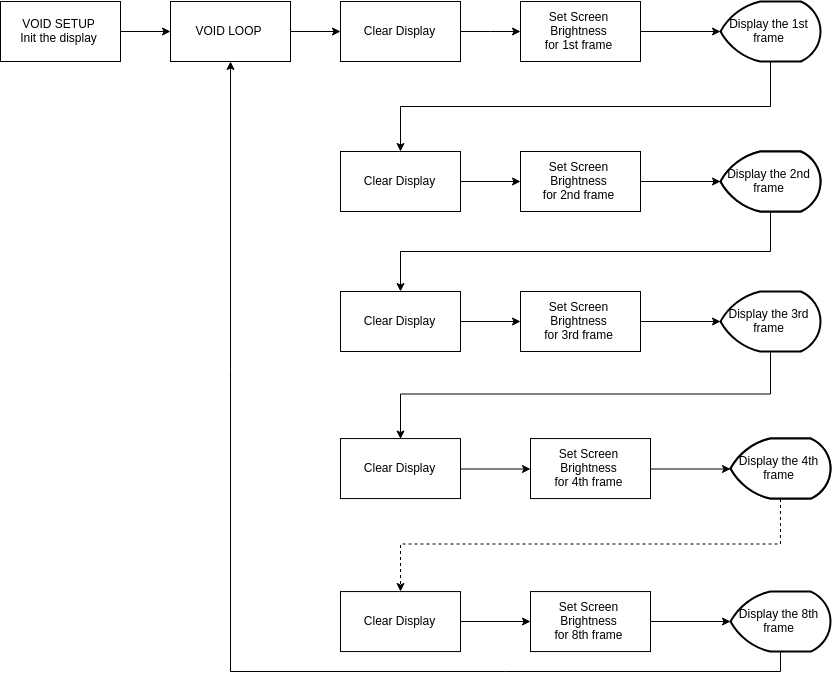 VOID SETUP
Init the display
VOID LOOP
Clear Display
Set Screen
Brightness
for 1st frame
Display the 1st
frame
Clear Display
Set Screen
Brightness
for 2nd frame
Display the 2nd
frame
Clear Display
Set Screen
Brightness
for 3rd frame
Display the 3rd
frame
Clear Display
Set Screen
Brightness
for 4th frame
Display the 4th
frame
Clear Display
Set Screen
Brightness
for 8th frame
Display the 8th
frame